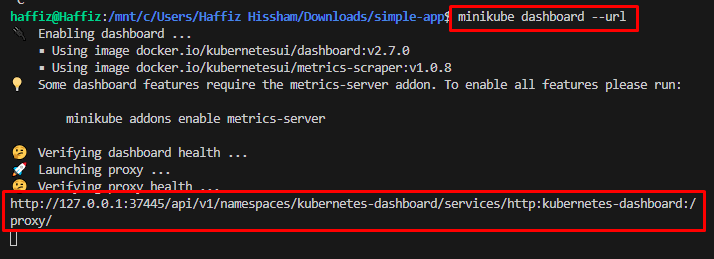 haffiz@Haffiz:/mnt/c/Users/Haffiz Hissham/Downloads/simple-app$ minikube dashboard --url
Enabling dashboard ...
▪ Using image docker.io/kubernetesui/dashboard:v2.7.0
▪ Using image docker.io/kubernetesui/metrics-scraper:v1.0.8
Some dashboard features require the metrics-server addon. To enable all features please run:
minikube addons enable metrics-server
Verifying dashboard health ...
Launching proxy ...
Verifying proxy health ...
http://127.0.0.1:37445/api/v1/namespaces/kubernetes-dashboard/services/http:kubernetes-dashboard:/
proxy/